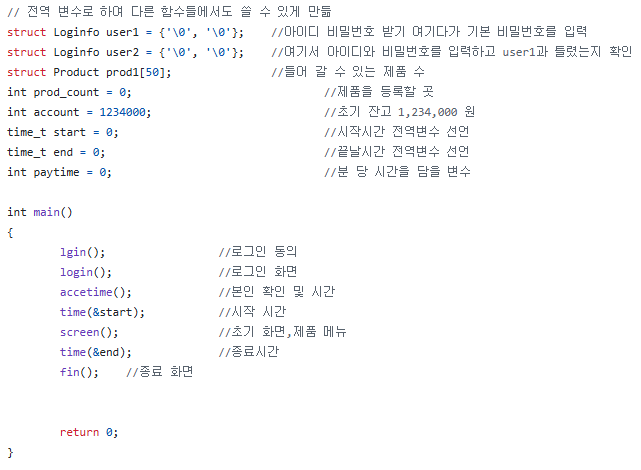 // 전역 변수로 하여 다른 함수들에서도 쓸 수 있게 만듦
struct Loginfo user1 = {'\0', '\0'};    //아이디 비밀번호 받기 여기다가 기본 비밀번호를 입력
struct Loginfo user2 = {'\0', '\0'};    //여기서 아이디와 비밀번호를 입력하고 user1과 틀렸는지 확인
struct Product prod1[50];               //들어 갈 수 있는 제품 수
int prod_count = 0;                             //제품을 등록할 곳
int account = 1234000;                          //초기 잔고 1,234,000 원
time_t start = 0;                               //시작시간 전역변수 선언
time_t end = 0;                                 //끝날시간 전역변수 선언
int paytime = 0;                                //분 당 시간을 담을 변수
int main()
{
        lgin();                 //로그인 동의
        login();                //로그인 화면
        accetime();             //본인 확인 및 시간
        time(&start);           //시작 시간
        screen();               //초기 화면,제품 메뉴
        time(&end);             //종료시간
        fin();    //종료 화면
        return 0;
}